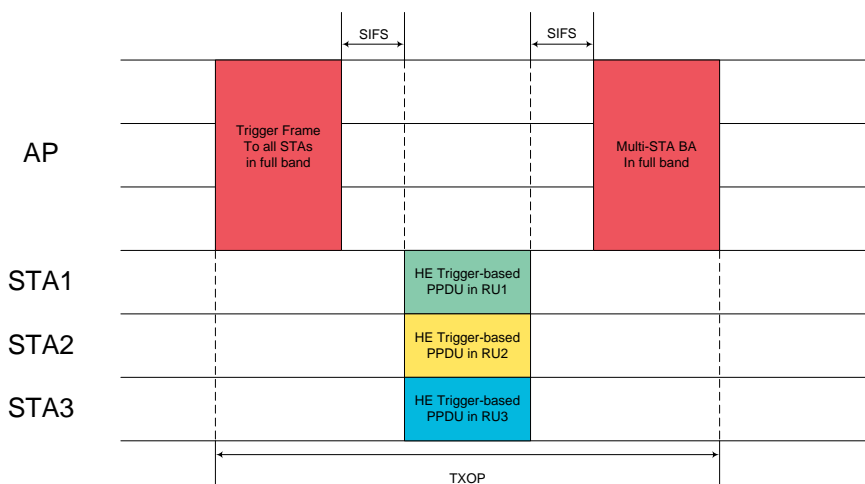 SIFS
SIFS
AP
Trigger Frame
To all STAs
in full band
Multi-STA BA
In full band
STA1
HE Trigger-based
PPDU in RU1
STA2
HE Trigger-based
PPDU in RU2
STA3
HE Trigger-based
PPDU in RU3
TXOP